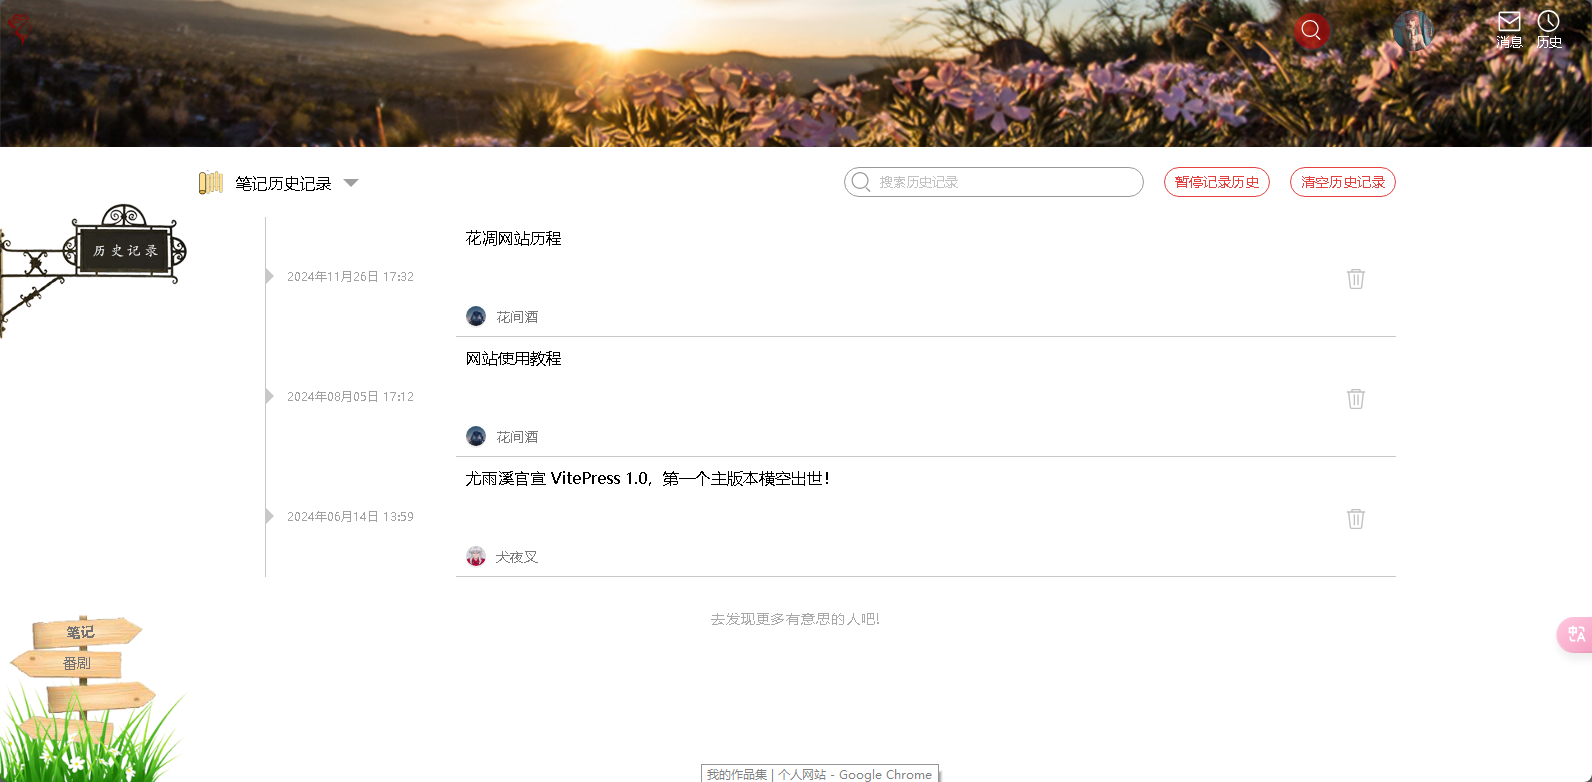 消息
历史
笔记历史记录
搜索历史记录
暂停记录历史
清空历史记录
历史记录
花凋网站历程
2024年11月26日 17:32
花间酒
网站使用教程
2024年08月05日 17:12
花间酒
尤雨溪官宣 VitePress 1.0，第一个主版本横空出世！
2024年06月14日 13:59
犬夜叉
去发现更多有意思的人吧!
笔记
番剧
我的作品集 | 个人网站 - Google Chrome